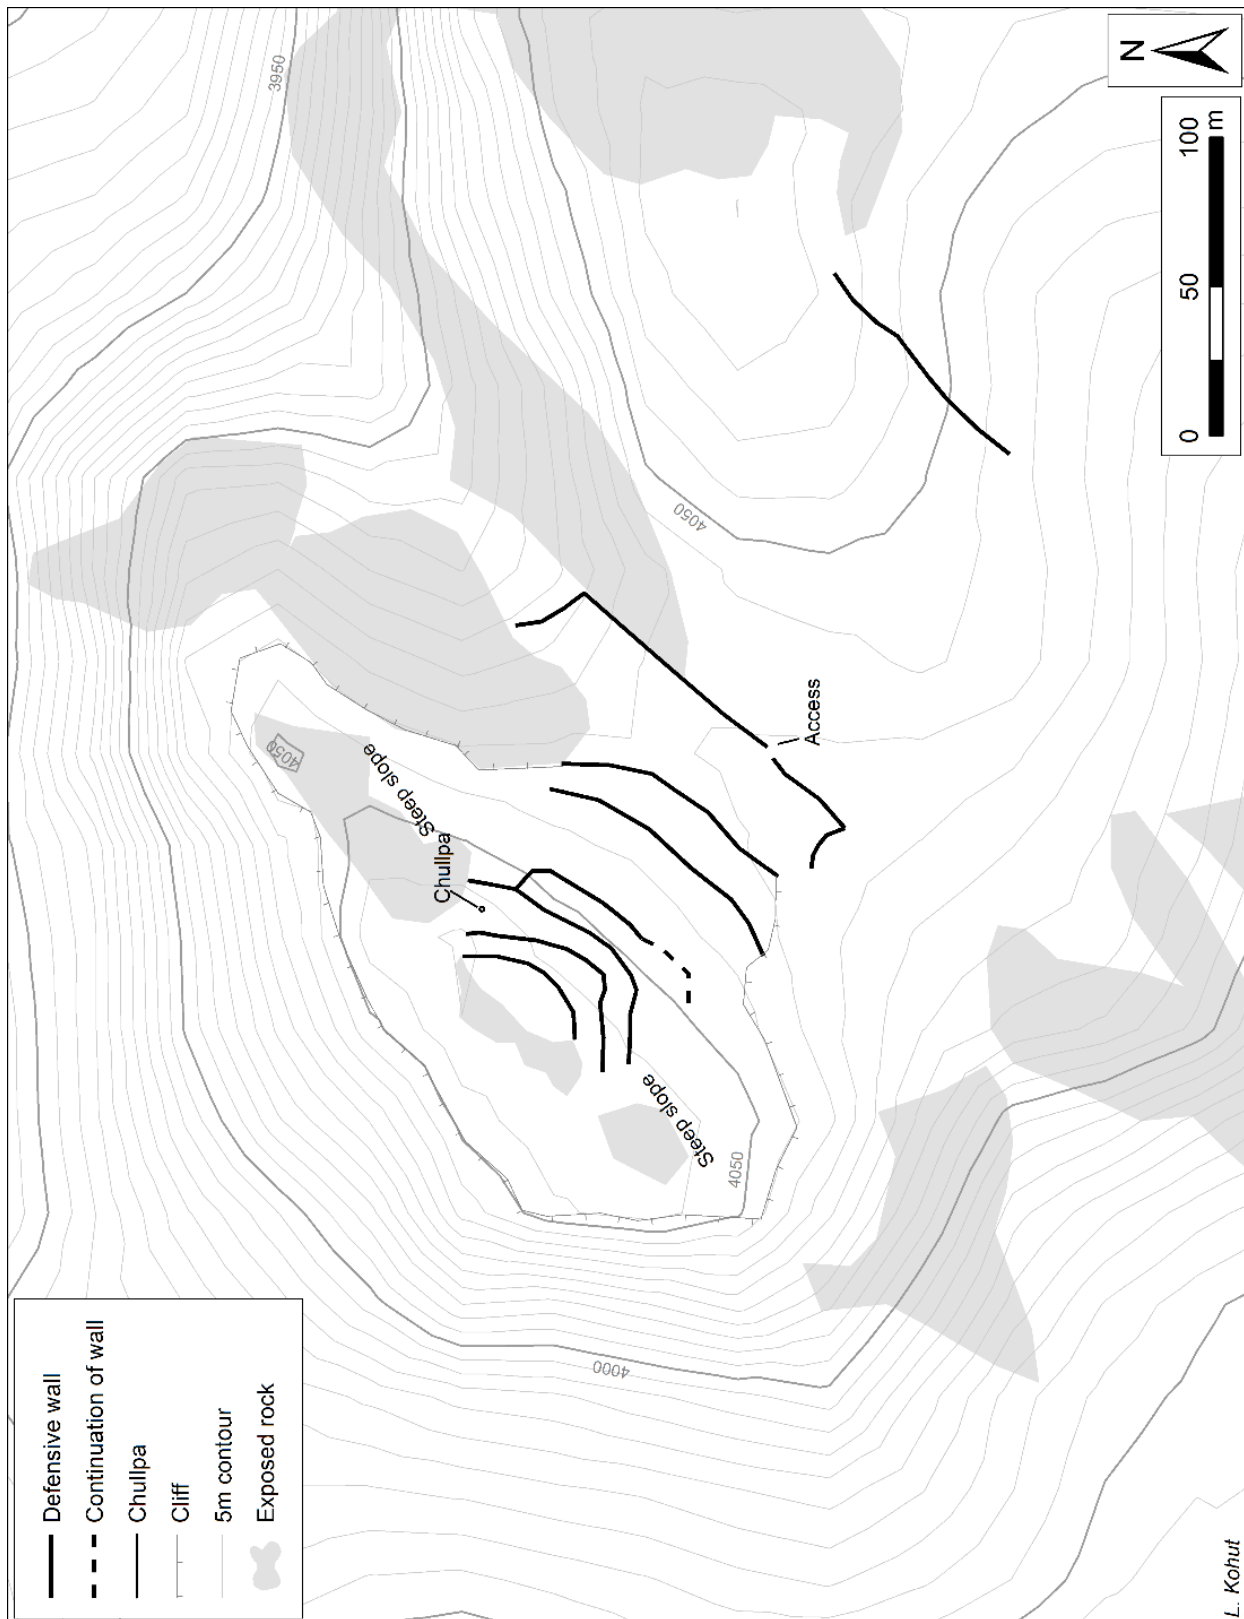 Defensive wall
Continuation of wall
Chullpa
Cliff
5m contour
Exposed rock
3950
4050
Steep slope
Chullpa
4050
Access
Steep slope
4050
4000
N
0 50 100
m
L. Kohut